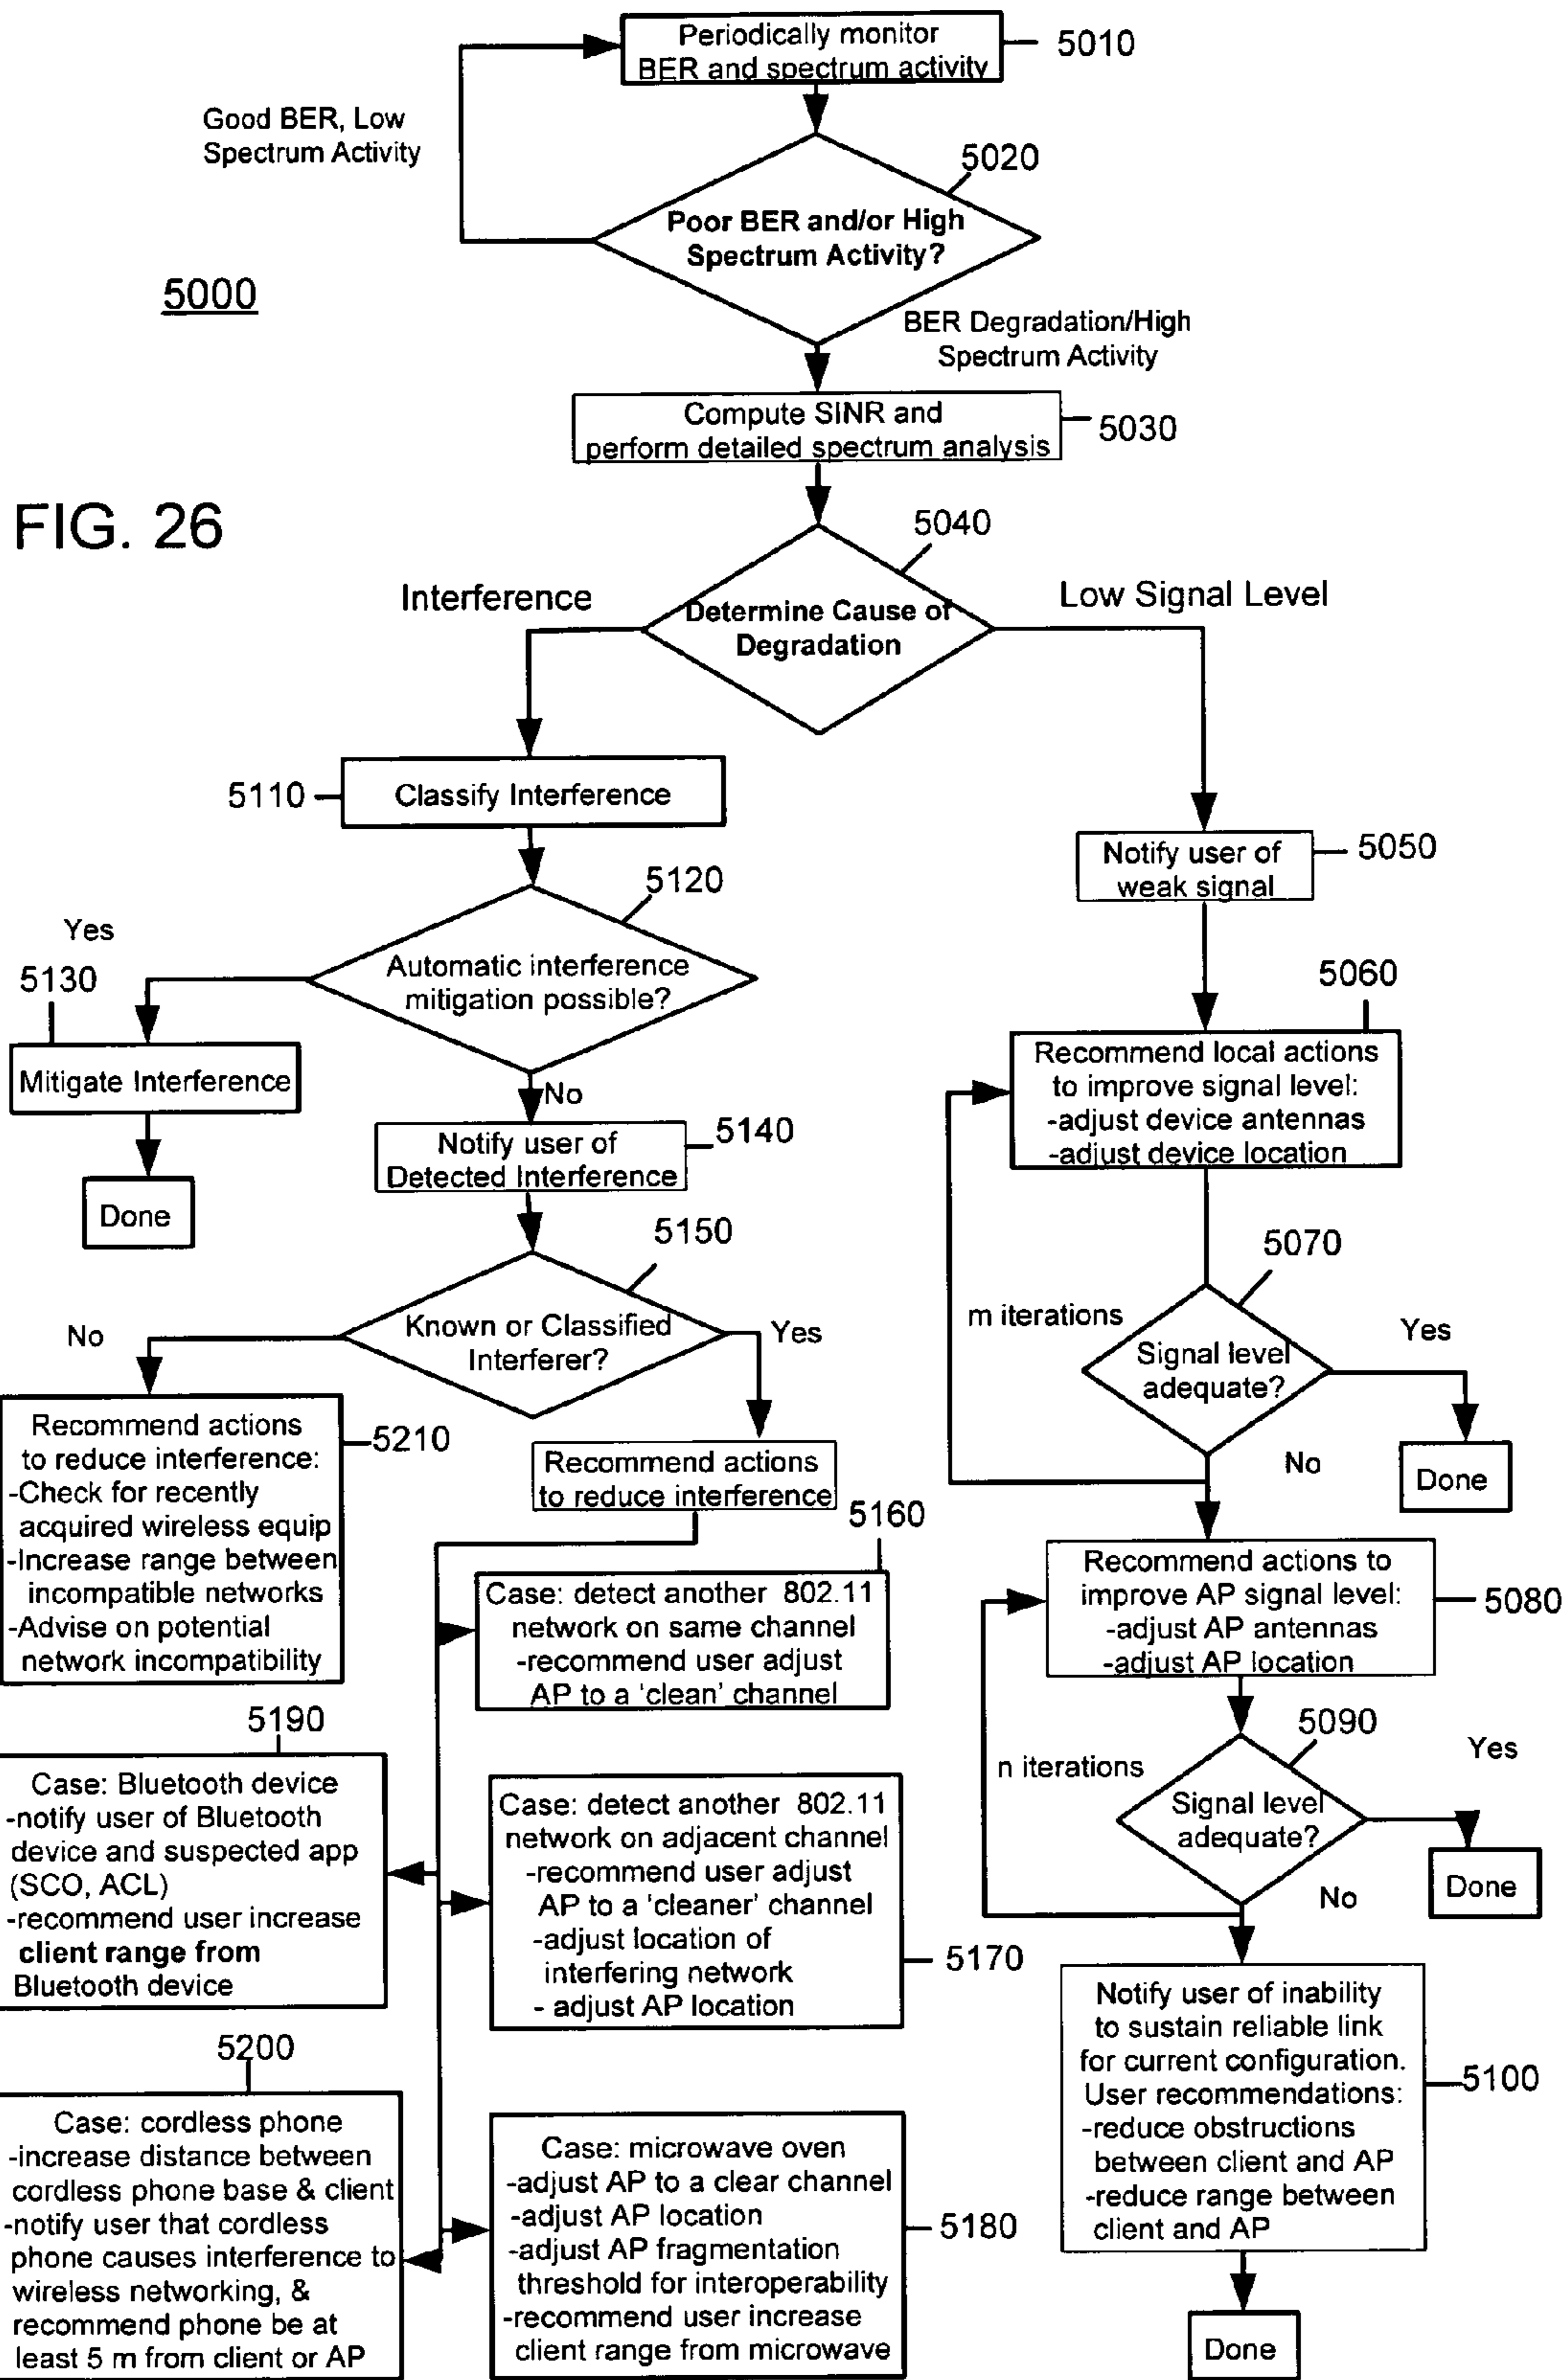 Periodically monitor
BER and spectrum activity
5010
Good BER, Low
Spectrum Activity
5020
Poor BER and/or High
Spectrum Activity?
5000
BER Degradation/High
Spectrum Activity
Compute SINR and
perform detailed spectrum analysis
5030
FIG. 26
5040
Interference
Low Signal Level
Determine Cause of
Degradation
5110
Classify Interference
Notify user of
weak signal
5050
5120
Yes
Automatic interference
mitigation possible?
5130
Mitigate Interference
Done
No
5060
Recommend local actions
to improve signal level:
-adjust device antennas
-adjust device location
Notify user of
Detected Interference
5140
5150
Known or Classified
Interferer?
No
Yes
5070
m iterations
Signal level
adequate?
Yes
No
Done
Recommend actions
to reduce interference:
-Check for recently
acquired wireless equip
-Increase range between
incompatible networks
-Advise on potential
network incompatibility
5210
Recommend actions
to reduce interference
5160
Case: detect another 802.11
network on same channel
-recommend user adjust
AP to a 'clean' channel
Recommend actions to
improve AP signal level:
-adjust AP antennas
-adjust AP location
5080
5190
Case: Bluetooth device
-notify user of Bluetooth
device and suspected app
(SCO, ACL)
-recommend user increase
client range from
Bluetooth device
Case: detect another 802.11
network on adjacent channel
-recommend user adjust
AP to a 'cleaner' channel
-adjust location of
interfering network
- adjust AP location
5170
5090
n iterations
Signal level
adequate?
Yes
No
Done
5200
Case: cordless phone
-increase distance between
cordless phone base & client
-notify user that cordless
phone causes interference to
wireless networking, &
recommend phone be at
least 5 m from client or AP
Case: microwave oven
-adjust AP to a clear channel
-adjust AP location
-adjust AP fragmentation
threshold for interoperability
-recommend user increase
client range from microwave
5180
Notify user of inability
to sustain reliable link
for current configuration.
User recommendations:
-reduce obstructions
between client and AP
-reduce range between
client and AP
5100
Done